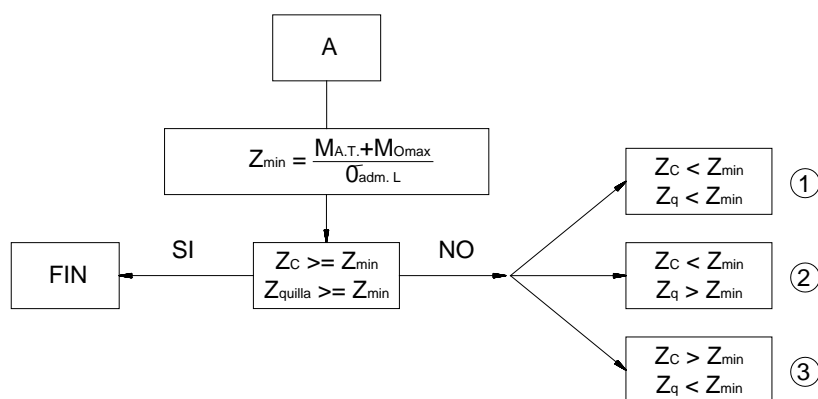 A
Zmin = MA.T.+MOmax
σadm. L
ZC < Zmin
Zq < Zmin
1
FIN
SI
ZC >= Zmin
Zquilla >= Zmin
NO
ZC < Zmin
Zq > Zmin
2
ZC > Zmin
Zq < Zmin
3